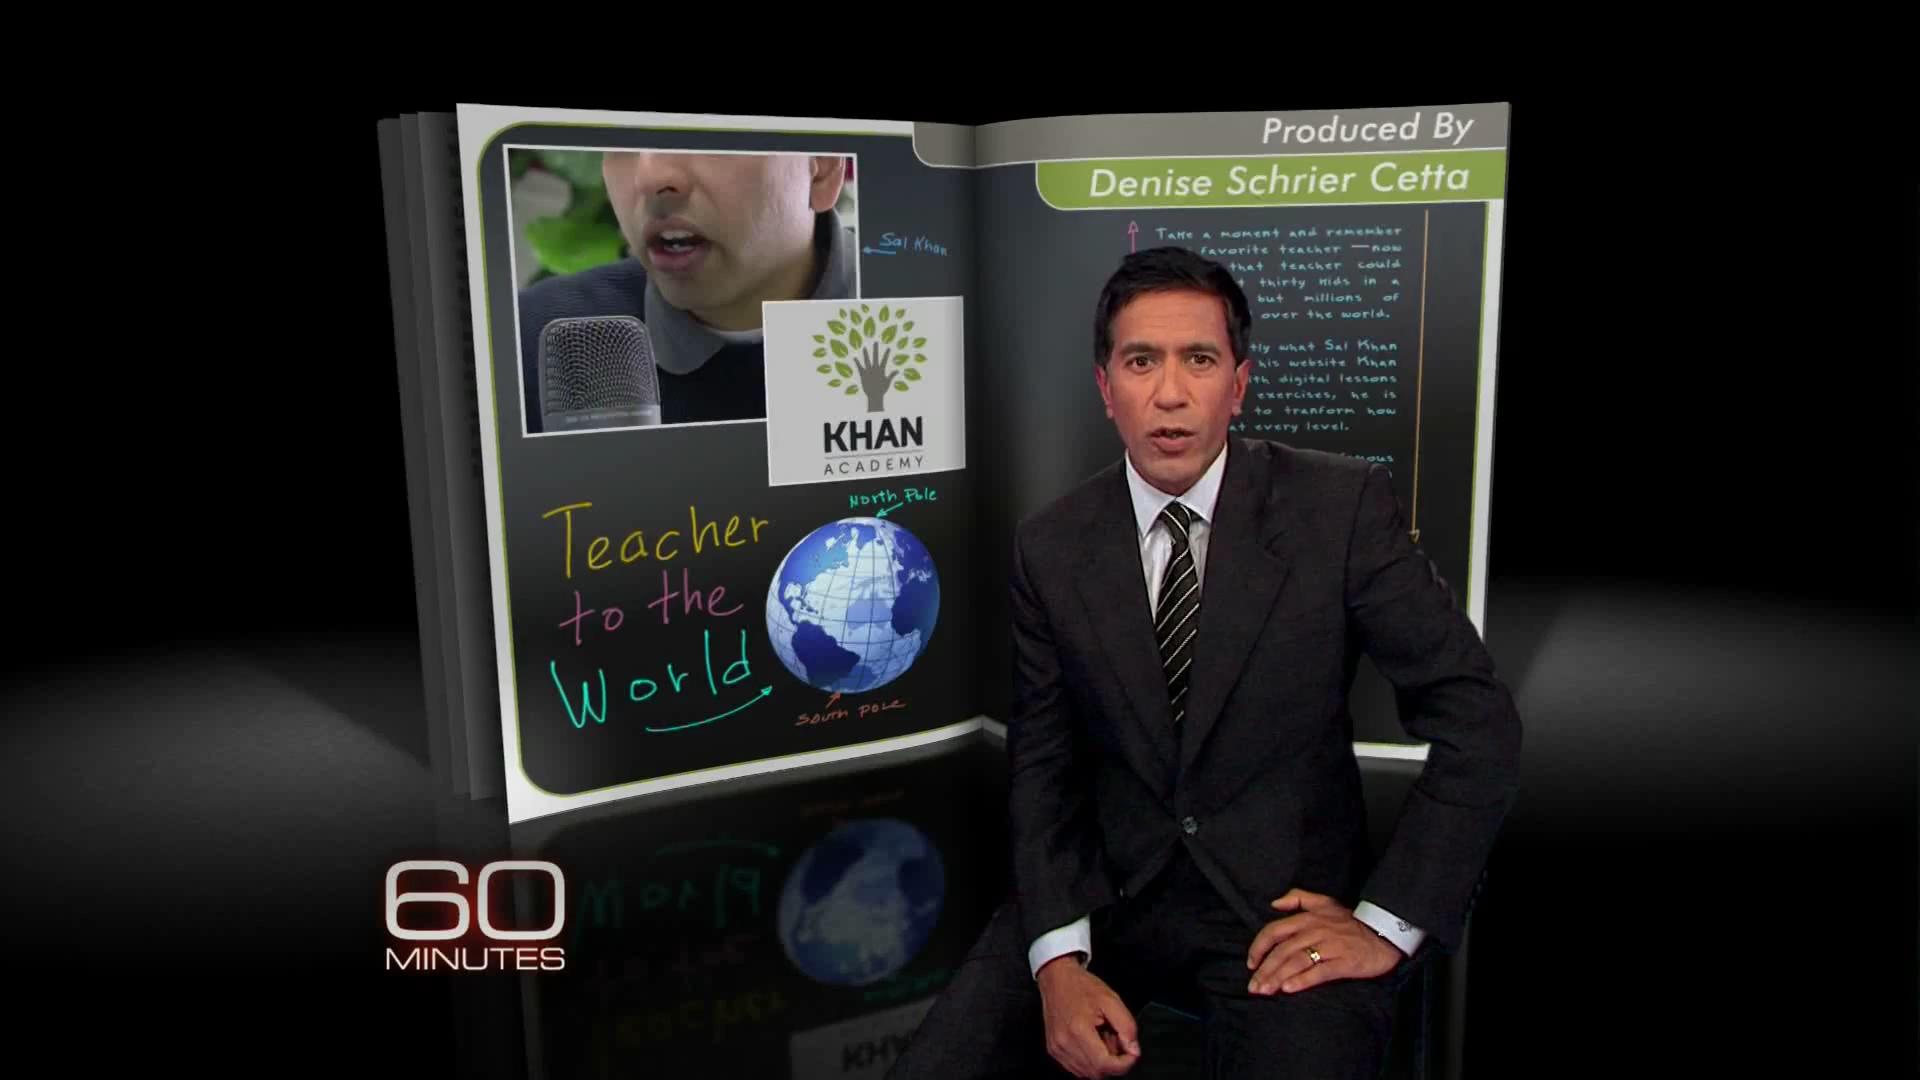 Produced By
Denise Schrier Cetta
Sal Khan
KHAN
ACADEMY
Teacher
to the
World
North Pole
South Pole
Take a moment and remember
favorite teacher —now
that teacher could
thirty kids in a
but millions of
over the world.
what Sal Khan
his website Khan
digital lessons
exercises, he is
to tranform how
at every level.
60
MINUTES